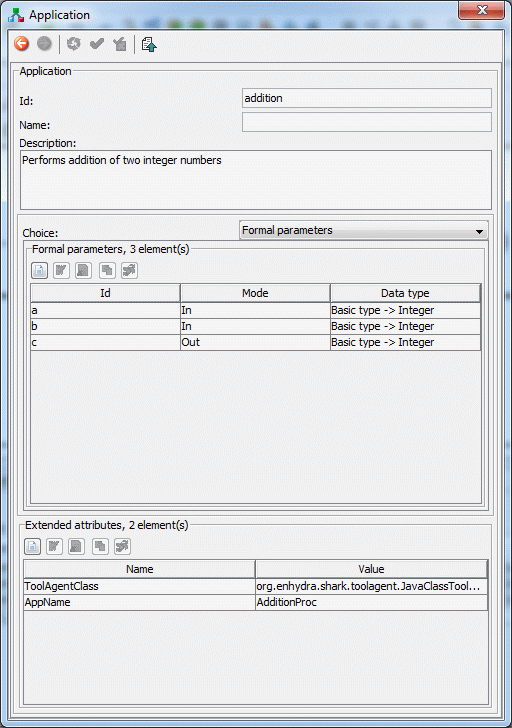 Application
Application
Id: addition
Name:
Description:
Performs addition of two integer numbers
Choice: Formal parameters
Formal parameters, 3 element(s)
Id Mode Data type
a In Basic type -> Integer
b In Basic type -> Integer
c Out Basic type -> Integer
Extended attributes, 2 element(s)
Name Value
ToolAgentClass org.enhydra.shark.toolagent.JavaClassTool...
AppName AdditionProc